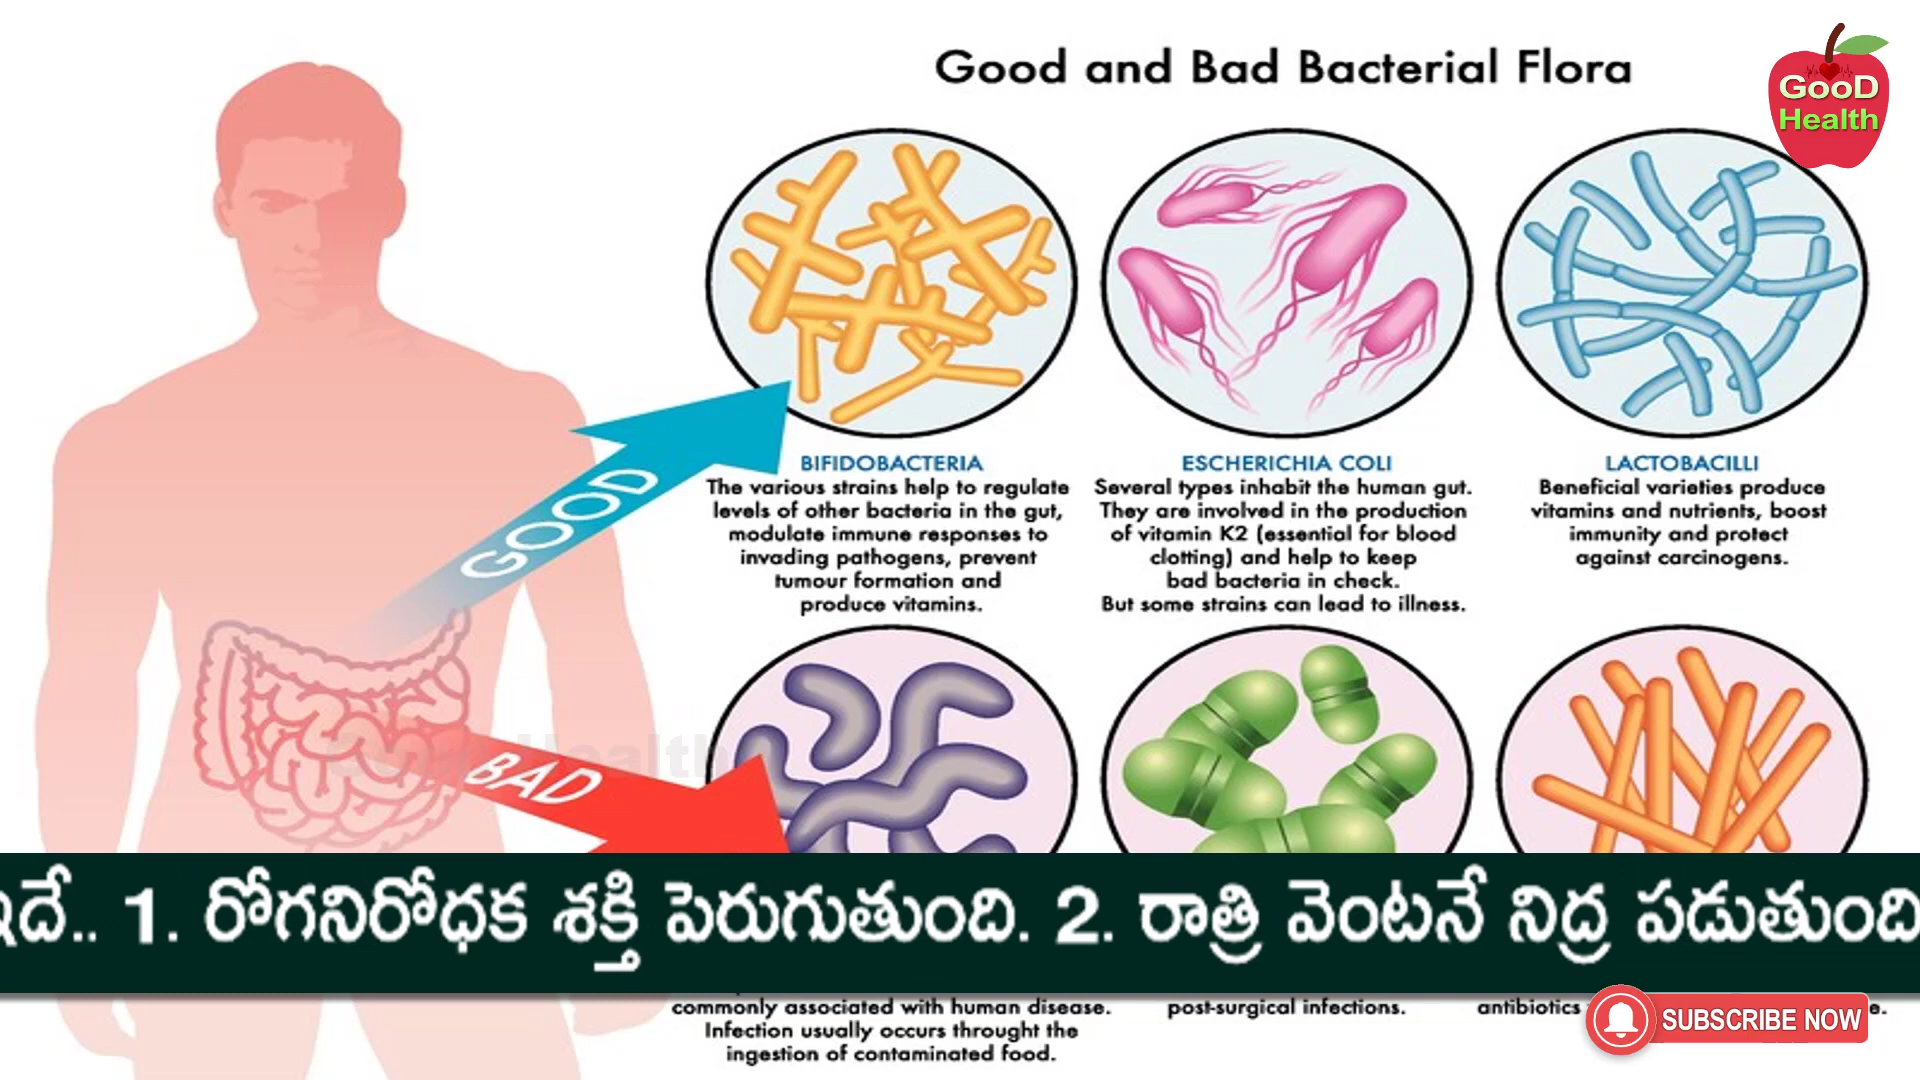 Good and Bad Bacterial Flora
GooD
Health
GOOD
BIFIDOBACTERIA
The various strains help to regulate
levels of other bacteria in the gut,
modulate immune responses to
invading pathogens, prevent
tumour formation and
produce vitamins.
ESCHERICHIA COLI
Several types inhabit the human gut.
They are involved in the production
of vitamin K2 (essential for blood
clotting) and help to keep
bad bacteria in check.
But some strains can lead to illness.
LACTOBACILLI
Beneficial varieties produce
vitamins and nutrients, boost
immunity and protect
against carcinogens.
Health
BAD
1. రోగనిరోధక శక్తి పెరుగుతుంది. 2. రాత్రి వెంటనే నిద్ర పడుతుంది
commonly associated with human disease.
Infection usually occurs throught the
ingestion of contaminated food.
post-surgical infections.
antibiotics
SUBSCRIBE NOW